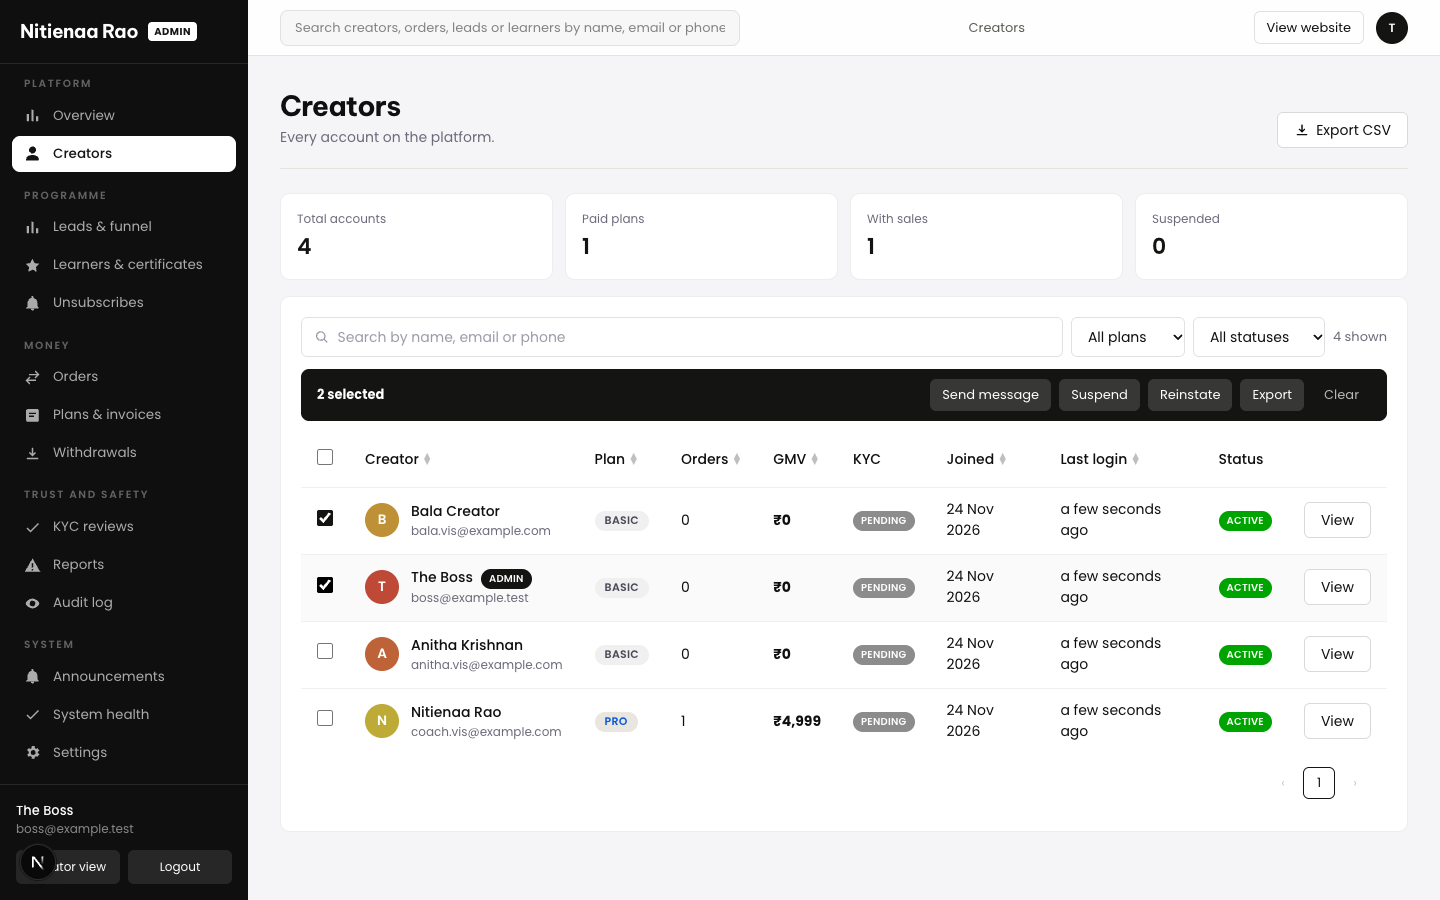 Nitienaa Rao ADMIN
PLATFORM
Overview
Creators
PROGRAMME
Leads & funnel
Learners & certificates
Unsubscribes
MONEY
Orders
Plans & invoices
Withdrawals
TRUST AND SAFETY
KYC reviews
Reports
Audit log
SYSTEM
Announcements
System health
Settings
The Boss
boss@example.test
N
view Logout
Search creators, orders, leads or learners by name, email or phone
Creators
View website
T
Creators
Every account on the platform.
Export CSV
Total accounts
4
Paid plans
1
With sales
1
Suspended
0
Search by name, email or phone
All plans
All statuses
4 shown
2 selected
Send message Suspend Reinstate Export Clear
Creator Plan Orders GMV KYC Joined Last login Status
B Bala Creator
bala.vis@example.com
BASIC 0 ₹0 PENDING
24 Nov
2026
a few seconds
ago
ACTIVE View
T The Boss ADMIN
boss@example.test
BASIC 0 ₹0 PENDING
24 Nov
2026
a few seconds
ago
ACTIVE View
A Anitha Krishnan
anitha.vis@example.com
BASIC 0 ₹0 PENDING
24 Nov
2026
a few seconds
ago
ACTIVE View
N Nitienaa Rao
coach.vis@example.com
PRO 1 ₹4,999 PENDING
24 Nov
2026
a few seconds
ago
ACTIVE View
‹ 1 ›